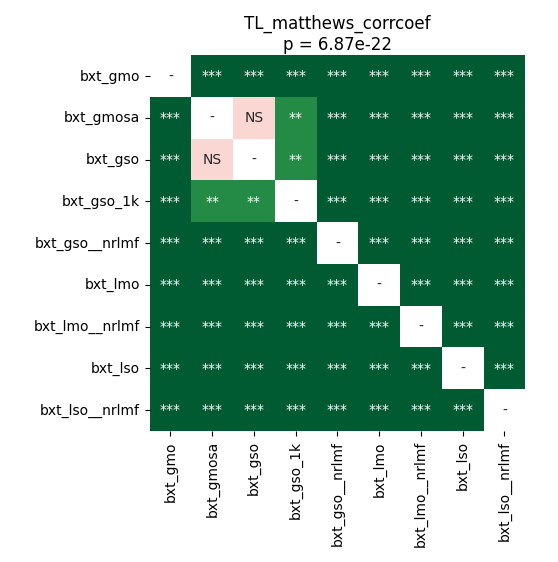 TL_matthews_corrcoef
p = 6.87e-22
bxt_gmo - *** *** *** *** *** *** *** ***
bxt_gmosa *** - NS ** *** *** *** *** ***
bxt_gso *** NS - ** *** *** *** *** ***
bxt_gso_1k *** ** ** - *** *** *** *** ***
bxt_gso__nrlmf *** *** *** *** - *** *** *** ***
bxt_lmo *** *** *** *** *** - *** *** ***
bxt_lmo__nrlmf *** *** *** *** *** *** - *** ***
bxt_lso *** *** *** *** *** *** *** - ***
bxt_lso__nrlmf *** *** *** *** *** *** *** *** -
bxt_gmo
bxt_gmosa
bxt_gso
bxt_gso_1k
bxt_gso__nrlmf
bxt_lmo
bxt_lmo__nrlmf
bxt_lso
bxt_lso__nrlmf